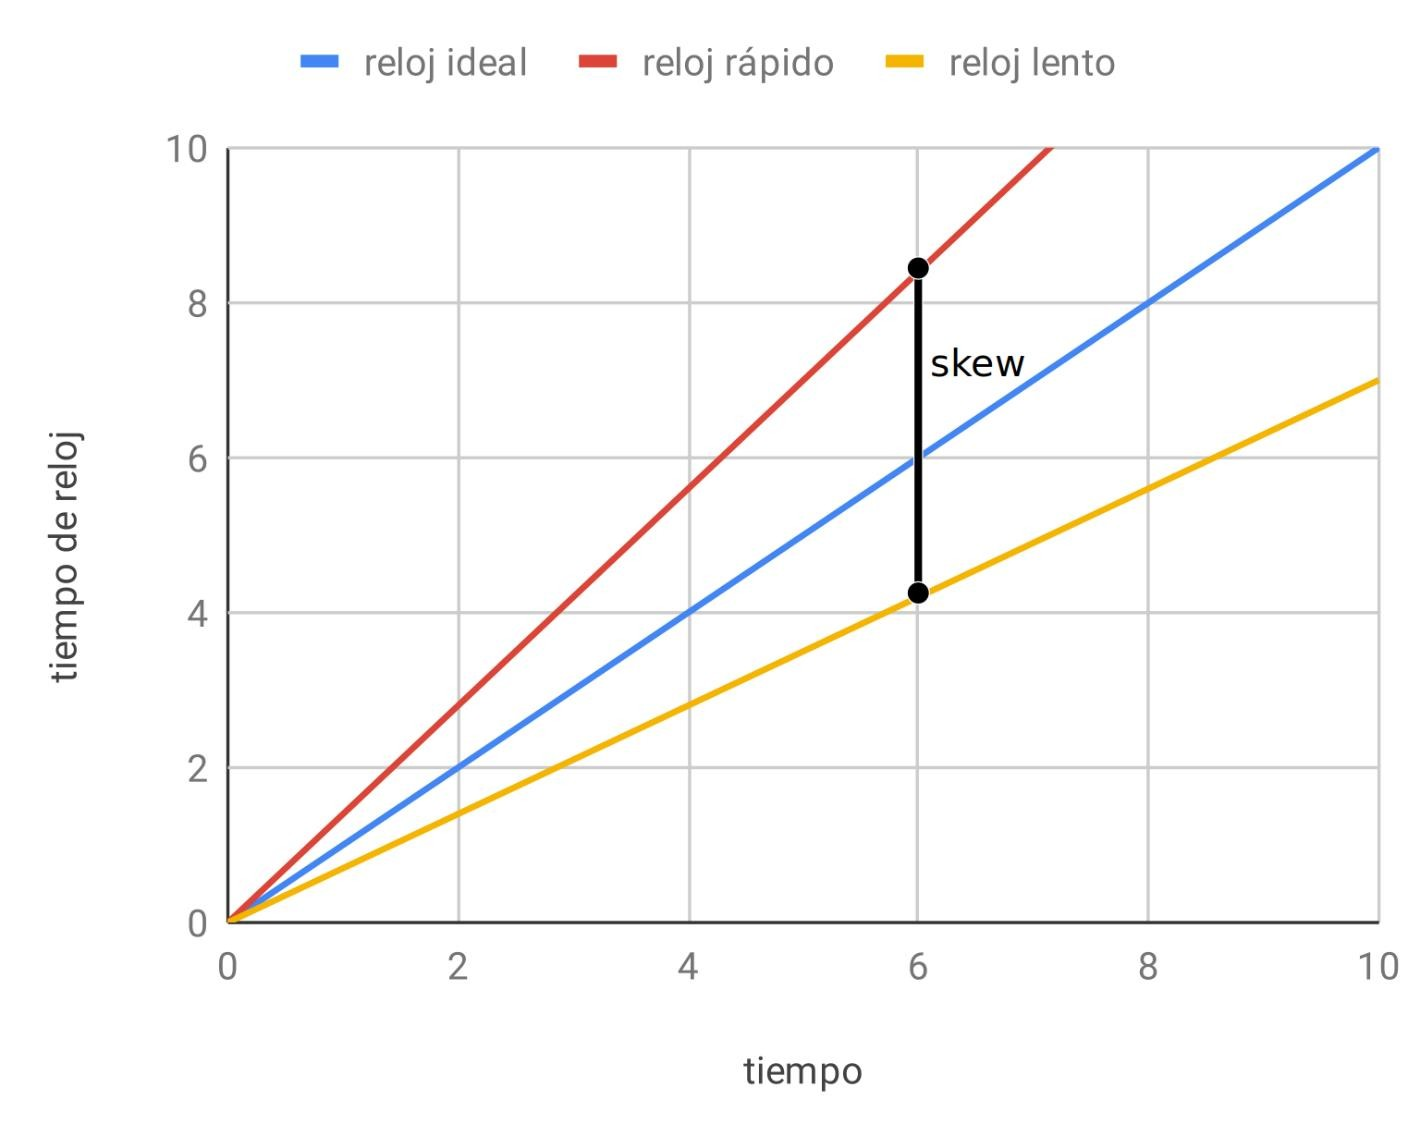 reloj ideal reloj rápido reloj lento
10
8
skew
6
4
2
0
0 2 4 6 8 10
tiempo de reloj
tiempo